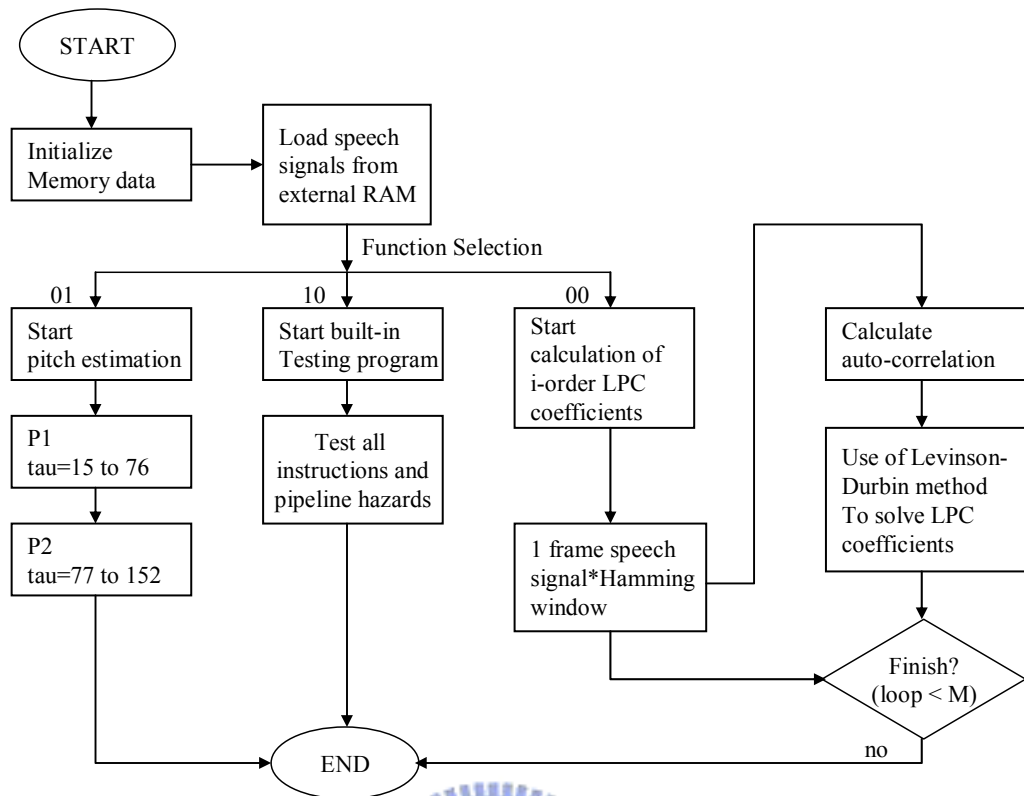 START
Initialize
Memory data
Load speech
signals from
external RAM
Function Selection
01
10
00
Start
pitch estimation
Start built-in
Testing program
Start
calculation of
i-order LPC
coefficients
Calculate
auto-correlation
P1
tau=15 to 76
Test all
instructions and
pipeline hazards
Use of Levinson-
Durbin method
To solve LPC
coefficients
P2
tau=77 to 152
1 frame speech
signal*Hamming
window
Finish?
(loop < M)
no
END